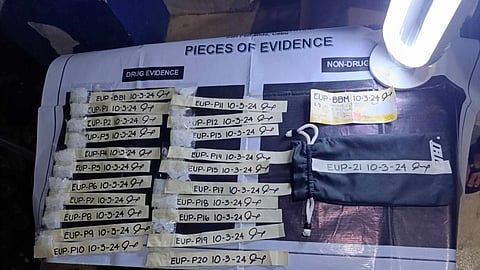 PIECES OF EVIDENCE
DRUG EVIDENCE
NON-DRUG
EUP-BB1 10-3-24
EUP-P1 10-3-24
EUP-P2 10-3-24
EUP-P3 10-3-24
EUP-P4 10-3-24
EUP-P5 10-3-24
EUP-P6 10-3-24
EUP-P7 10-3-24
EUP-P8 10-3-24
EUP-P9 10-3-24
EUP-P10 10-3-24
EUP-P11 10-3-24
EUP-P12 10-3-24
EUP-P13 10-3-24
EUP-P14 10-3-24
EUP-P15 10-3-24
EUP-P17 10-3-24
EUP-P18 10-3-24
EUP-P16 10-3-24
EUP-P19 10-3-24
EUP-P20 10-3-24
EUP-BBM 10-3-24
EUP-21 10-3-24